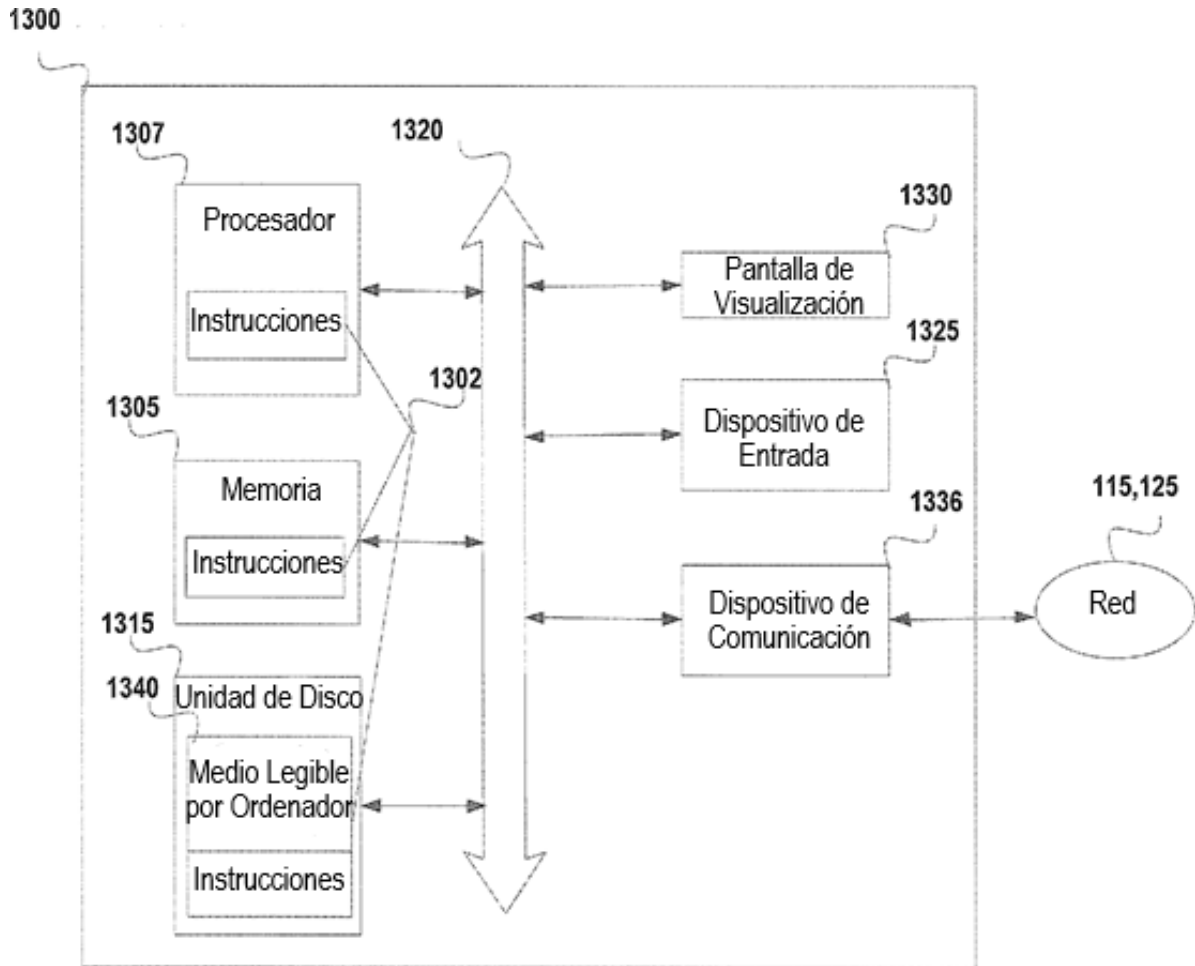 1300
1307
1320
Procesador
1330
Pantalla de
Visualización
Instrucciones
1325
1302
1305
Dispositivo de
Entrada
Memoria
1336
115,125
Instrucciones
Dispositivo de
Comunicación
Red
1315
1340
Unidad de Disco
Medio Legible
por Ordenador
Instrucciones